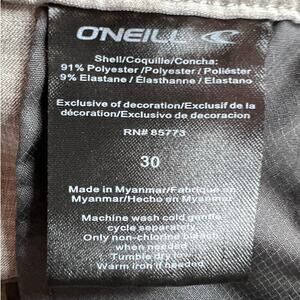 O'NEILL
Shell/Coquille/Concha:
91% Polyester/Polyester/Poliéster
9% Elastane/Élasthanne/Elastano
Exclusive of decoration/Exclusif de la
décoration/Exclusivo de decoracion
RN# 85773
30
Made in Myanmar/Fabriqué en
Myanmar/Hecho en Myanmar
Machine wash cold gentle
cycle separately
Only non-chlorine bleach
when needed
Tumble dry low
Warm iron if needed